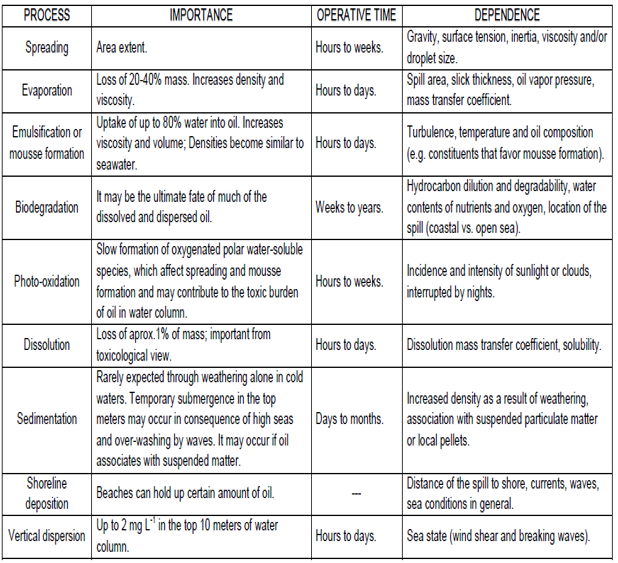 PROCESS IMPORTANCE OPERATIVE TIME DEPENDENCE
Spreading
Area extent.
Hours to weeks.
Gravity, surface tension, inertia, viscosity and/or
droplet size.
Evaporation
Loss of 20-40% mass. Increases density and
viscosity.
Hours to days.
Spill area, slick thickness, oil vapor pressure,
mass transfer coefficient.
Emulsification or
mousse formation
Uptake of up to 80% water into oil. Increases
viscosity and volume; Densities become similar to
seawater.
Hours to days.
Turbulence, temperature and oil composition
(e.g. constituents that favor mousse formation).
Biodegradation
It may be the ultimate fate of much of the
dissolved and dispersed oil.
Weeks to years.
Hydrocarbon dilution and degradability, water
contents of nutrients and oxygen, location of the
spill (coastal vs. open sea).
Photo-oxidation
Slow formation of oxygenated polar water-soluble
species, which affect spreading and mousse
formation and may contribute to the toxic burden
of oil in water column.
Hours to weeks.
Incidence and intensity of sunlight or clouds,
interrupted by nights.
Dissolution
Loss of aprox.1% of mass; important from
toxicological view.
Hours to days.
Dissolution mass transfer coefficient, solubility.
Sedimentation
Rarely expected through weathering alone in cold
waters. Temporary submergence in the top
meters may occur in consequence of high seas
and over-washing by waves. It may occur if oil
associates with suspended matter.
Days to months.
Increased density as a result of weathering,
association with suspended particulate matter
or local pellets.
Shoreline
deposition
Beaches can hold up certain amount of oil.
---
Distance of the spill to shore, currents, waves,
sea conditions in general.
Vertical dispersion
Up to 2 mg L⁻¹ in the top 10 meters of water
column.
Hours to days.
Sea state (wind shear and breaking waves).